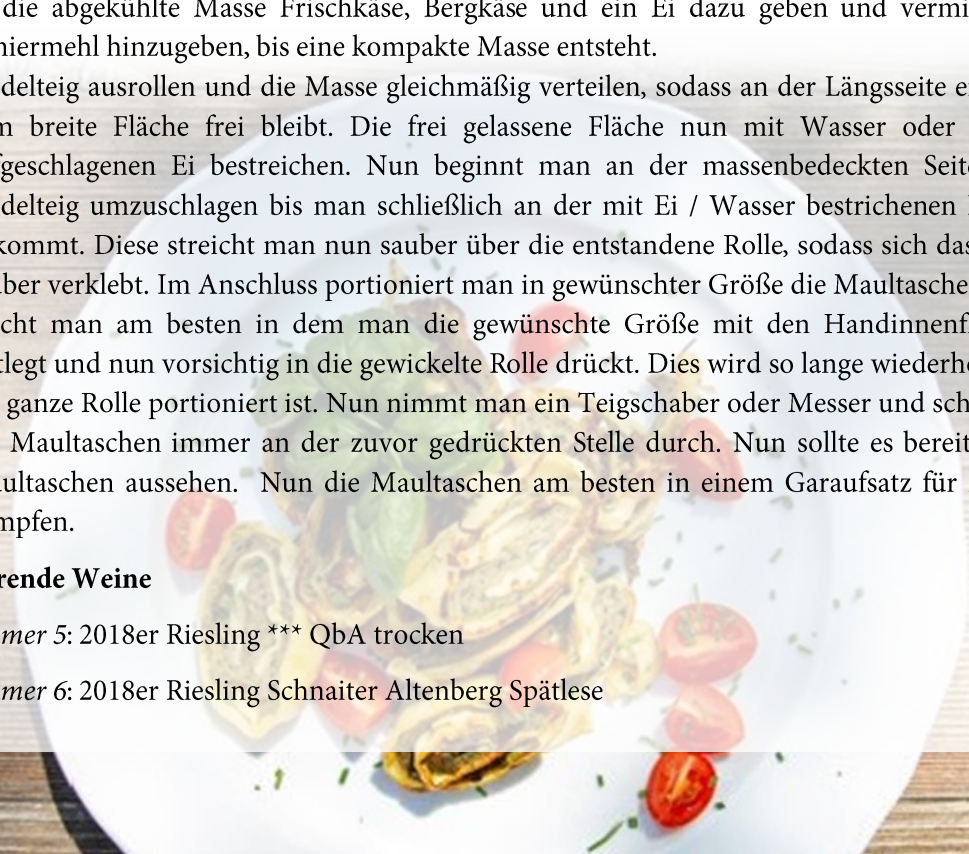 die abgekühlte Masse Frischkäse, Bergkäse und ein Ei dazu geben und vermi
niermehl hinzugeben, bis eine kompakte Masse entsteht.
delteig ausrollen und die Masse gleichmäßig verteilen, sodass an der Längsseite ei
m breite Fläche frei bleibt. Die frei gelassene Fläche nun mit Wasser oder
fgeschlagenen Ei bestreichen. Nun beginnt man an der massenbedeckten Seite
delteig umzuschlagen bis man schließlich an der mit Ei / Wasser bestrichenen
kommt. Diese streicht man nun sauber über die entstandene Rolle, sodass sich das
ber verklebt. Im Anschluss portioniert man in gewünschter Größe die Maultasche
cht man am besten in dem man die gewünschte Größe mit den Handinnenfl
tlegt und nun vorsichtig in die gewickelte Rolle drückt. Dies wird so lange wiederho
ganze Rolle portioniert ist. Nun nimmt man ein Teigschaber oder Messer und sch
Maultaschen immer an der zuvor gedrückten Stelle durch. Nun sollte es bereit
ultaschen aussehen. Nun die Maultaschen am besten in einem Garaufsatz für
mpfen.
rende Weine
mer 5: 2018er Riesling *** QbA trocken
mer 6: 2018er Riesling Schnaiter Altenberg Spätlese